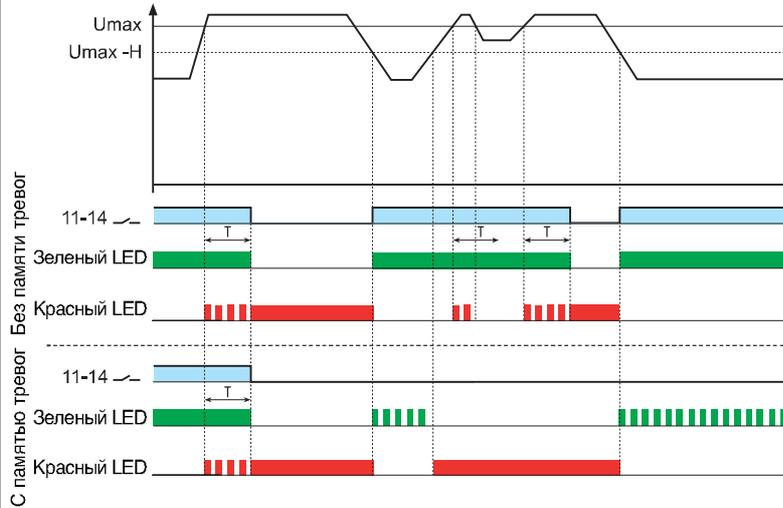 Umax
Umax -H
Без памяти тревог
11-14
T
T
T
Зеленый LED
Красный LED
С памятью тревог
11-14
T
Зеленый LED
Красный LED